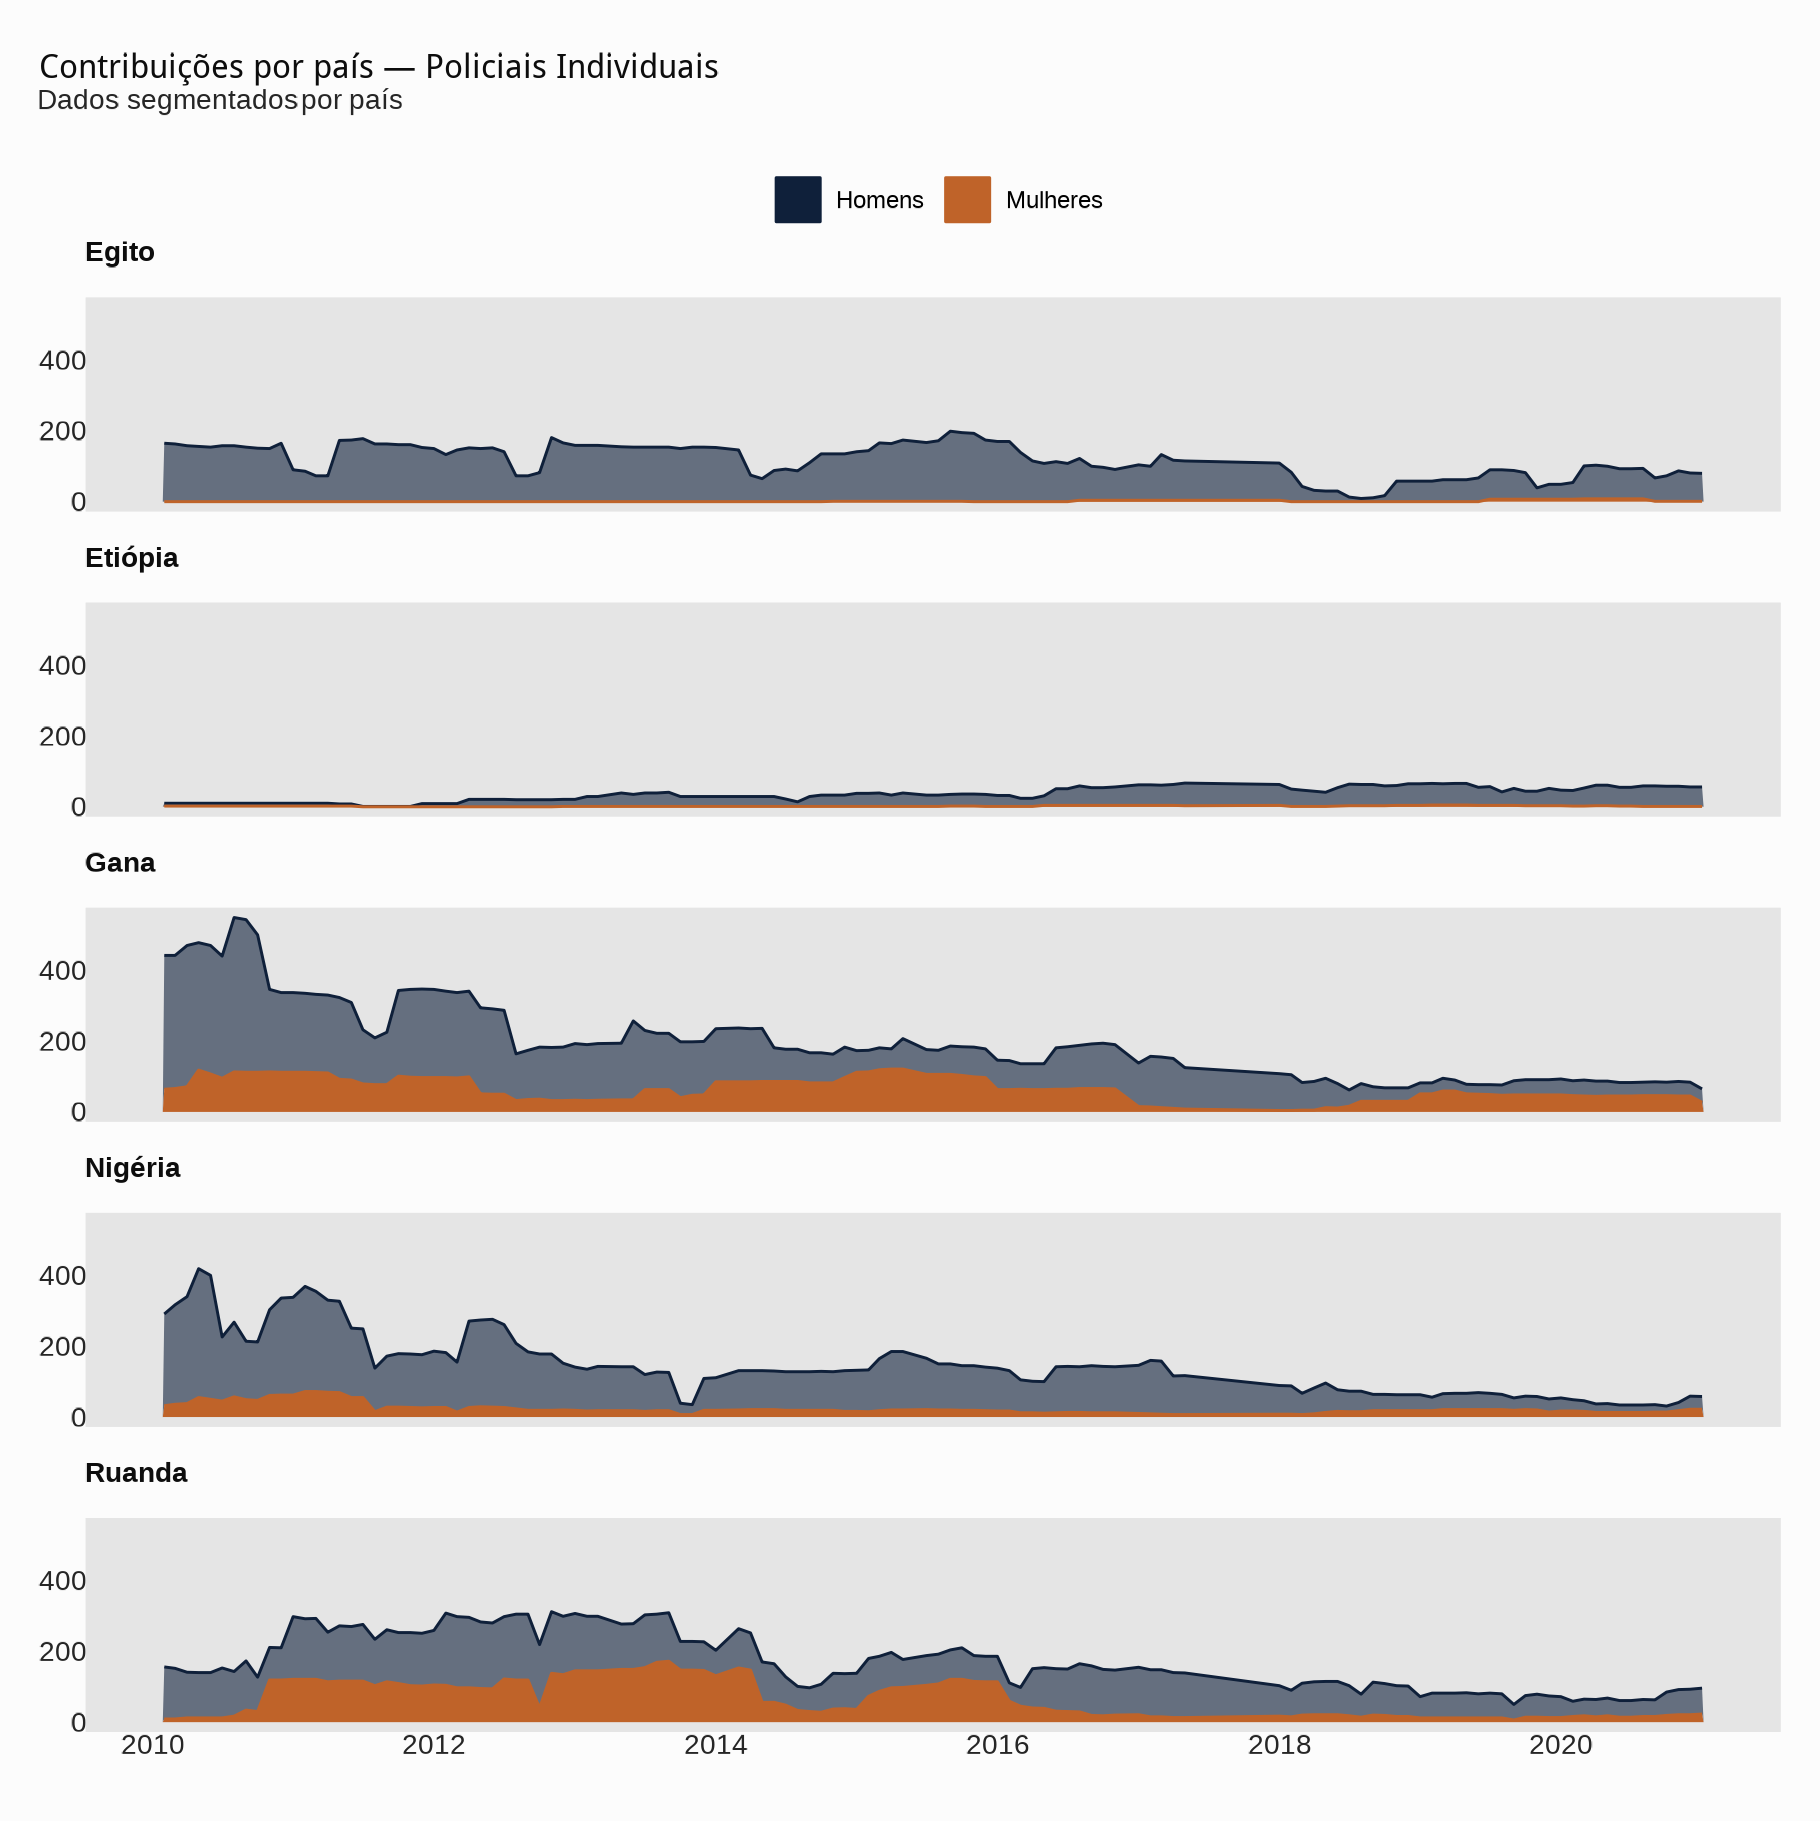 Contribuições por país — Policiais Individuais
Dados segmentados por país
Homens Mulheres
Egito
400
200
0
Etiópia
400
200
0
Gana
400
200
0
Nigéria
400
200
0
Ruanda
400
200
0
2010 2012 2014 2016 2018 2020